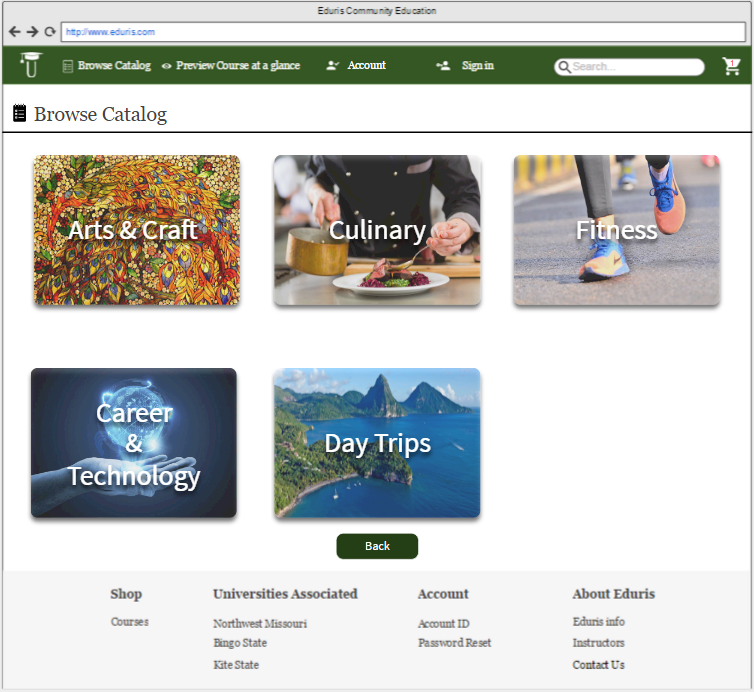 Eduris Community Education
http://www.eduris.com
Browse Catalog Preview Course at a glance Account Sign in Search... 1
Browse Catalog
Arts & Craft
Culinary
Fitness
Career
&
Technology
Day Trips
Back
Shop
Courses
Universities Associated
Northwest Missouri
Bingo State
Kite State
Account
Account ID
Password Reset
About Eduris
Eduris info
Instructors
Contact Us